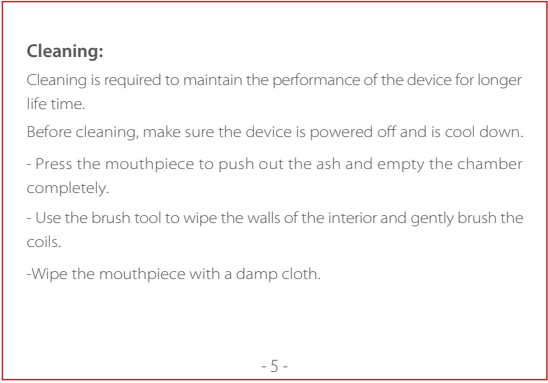 Cleaning:
Cleaning is required to maintain the performance of the device for longer
life time.
Before cleaning, make sure the device is powered off and is cool down.
- Press the mouthpiece to push out the ash and empty the chamber
completely.
- Use the brush tool to wipe the walls of the interior and gently brush the
coils.
-Wipe the mouthpiece with a damp cloth.
- 5 -